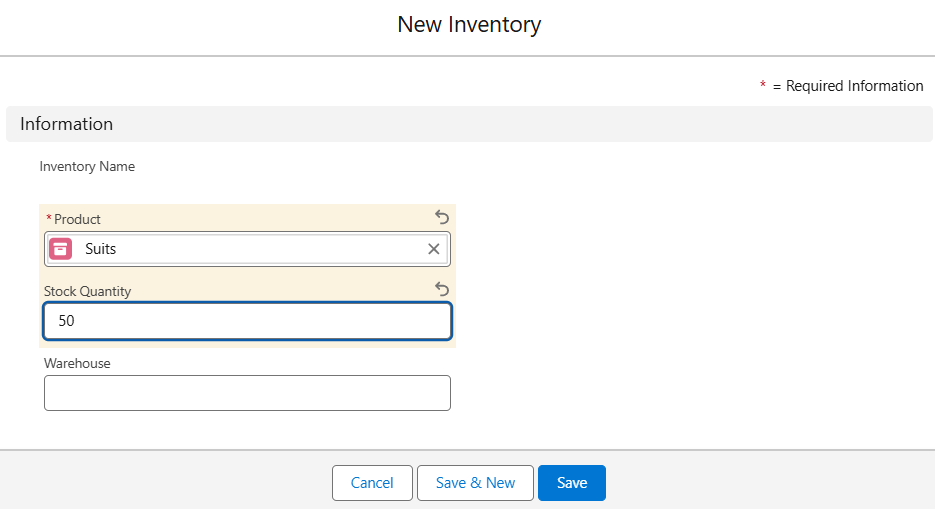 New Inventory
* = Required Information
Information
Inventory Name
* Product
Suits
Stock Quantity
50
Warehouse
Cancel Save & New Save